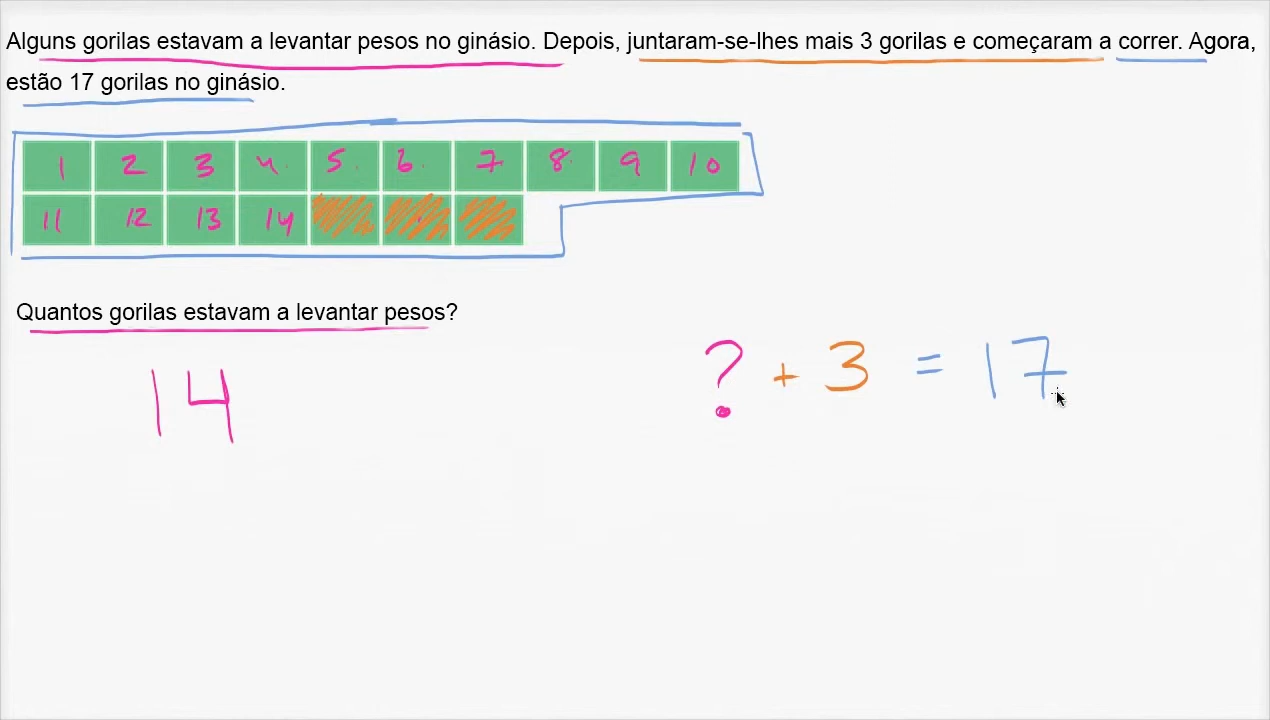 Alguns gorilas estavam a levantar pesos no ginásio. Depois, juntaram-se-lhes mais 3 gorilas e começaram a correr. Agora,
estão 17 gorilas no ginásio.
1 2 3 4 5 6 7 8 9 10
11 12 13 14
Quantos gorilas estavam a levantar pesos?
14
? + 3 = 17